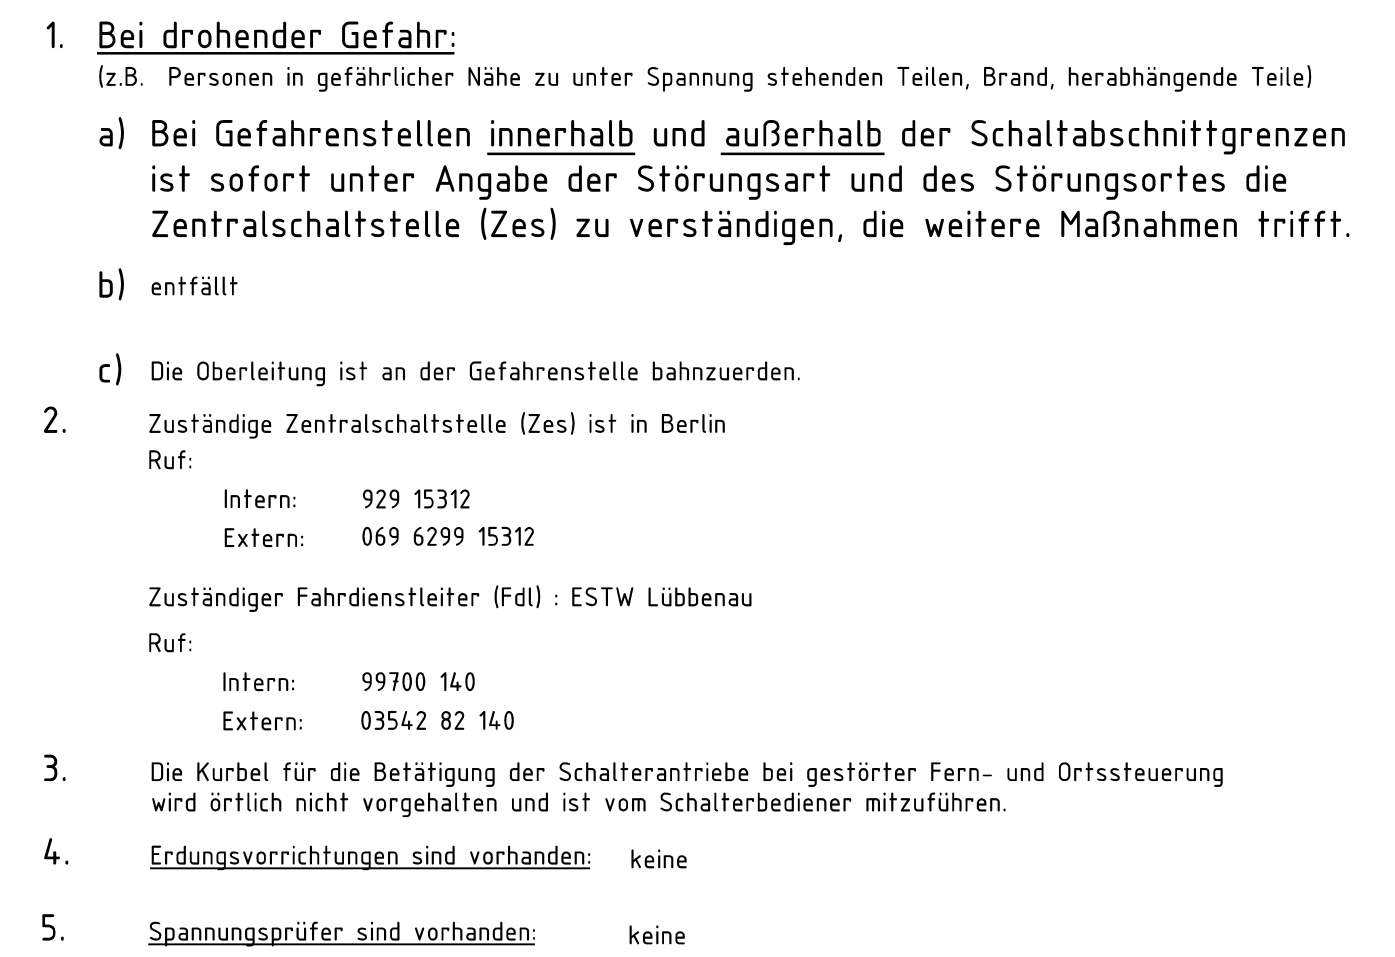 1. Bei drohender Gefahr:
(z.B. Personen in gefährlicher Nähe zu unter Spannung stehenden Teilen, Brand, herabhängende Teile)
a) Bei Gefahrenstellen innerhalb und außerhalb der Schaltabschnittgrenzen
ist sofort unter Angabe der Störungsart und des Störungsortes die
Zentralschaltstelle (Zes) zu verständigen, die weitere Maßnahmen trifft.
b) entfällt
c) Die Oberleitung ist an der Gefahrenstelle bahnzuerden.
2. Zuständige Zentralschaltstelle (Zes) ist in Berlin
Ruf:
Intern: 929 15312
Extern: 069 6299 15312
Zuständiger Fahrdienstleiter (Fdl) : ESTW Lübbenau
Ruf:
Intern: 99700 140
Extern: 03542 82 140
3. Die Kurbel für die Betätigung der Schalterantriebe bei gestörter Fern- und Ortssteuerung
wird örtlich nicht vorgehalten und ist vom Schalterbediener mitzuführen.
4. Erdungsvorrichtungen sind vorhanden: keine
5. Spannungsprüfer sind vorhanden: keine